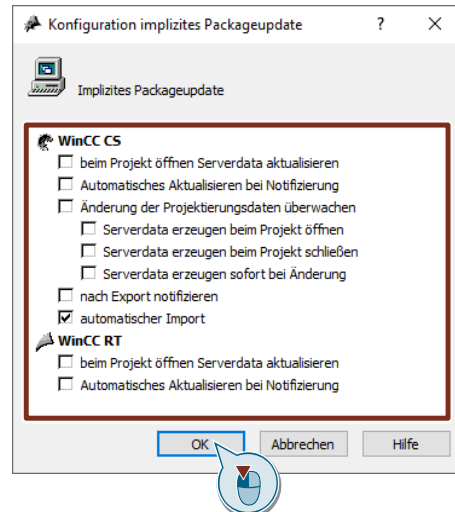 Konfiguration implizites Packageupdate ?
Implizites Packageupdate
WinCC CS
beim Projekt öffnen Serverdata aktualisieren
Automatisches Aktualisieren bei Notifizierung
Änderung der Projektierungsdaten überwachen
Serverdata erzeugen beim Projekt öffnen
Serverdata erzeugen beim Projekt schließen
Serverdata erzeugen sofort bei Änderung
nach Export notifizieren
automatischer Import
WinCC RT
beim Projekt öffnen Serverdata aktualisieren
Automatisches Aktualisieren bei Notifizierung
OK Abbrechen Hilfe